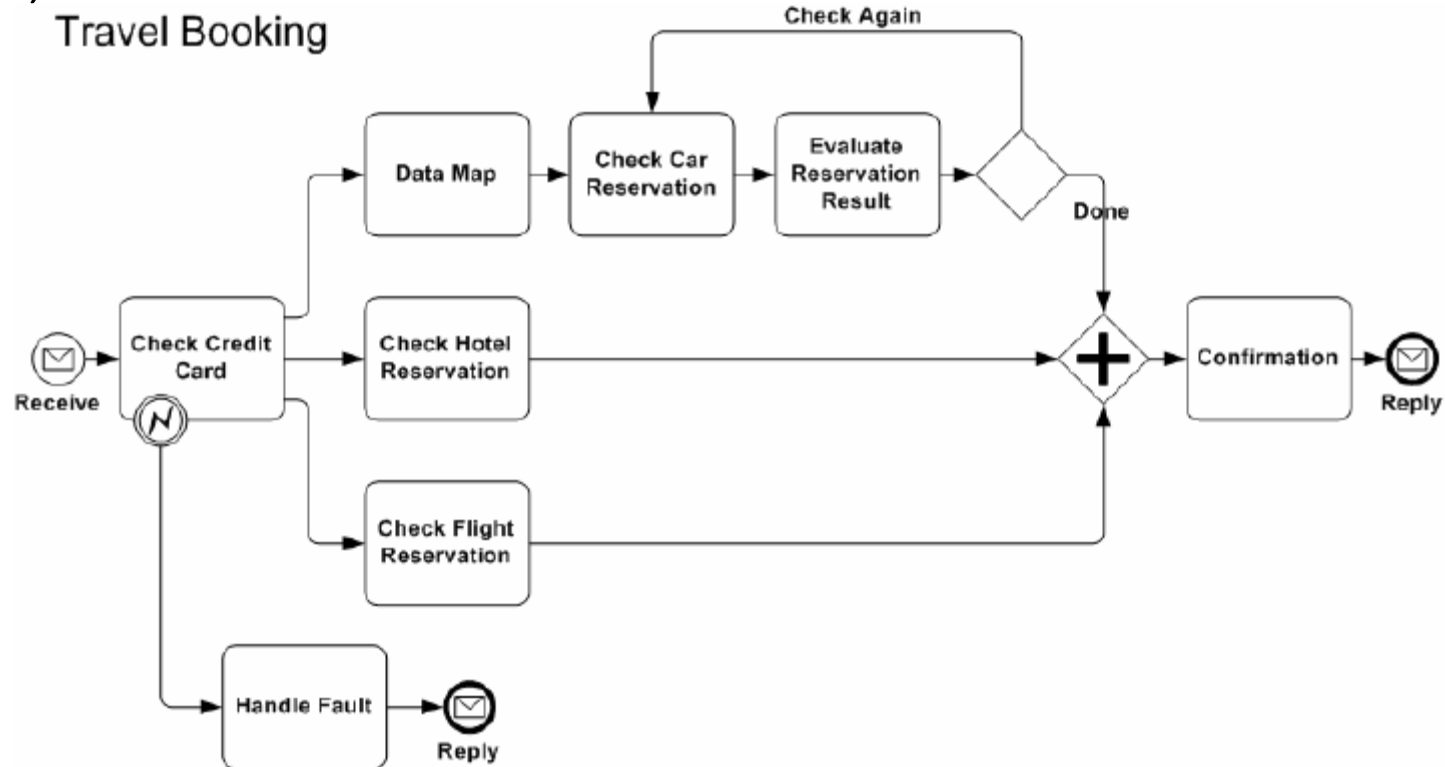 Travel Booking
Check Again
Data Map
Check Car
Reservation
Evaluate
Reservation
Result
Done
Check Credit
Card
Receive
Check Hotel
Reservation
Confirmation
Reply
Check Flight
Reservation
Handle Fault
Reply